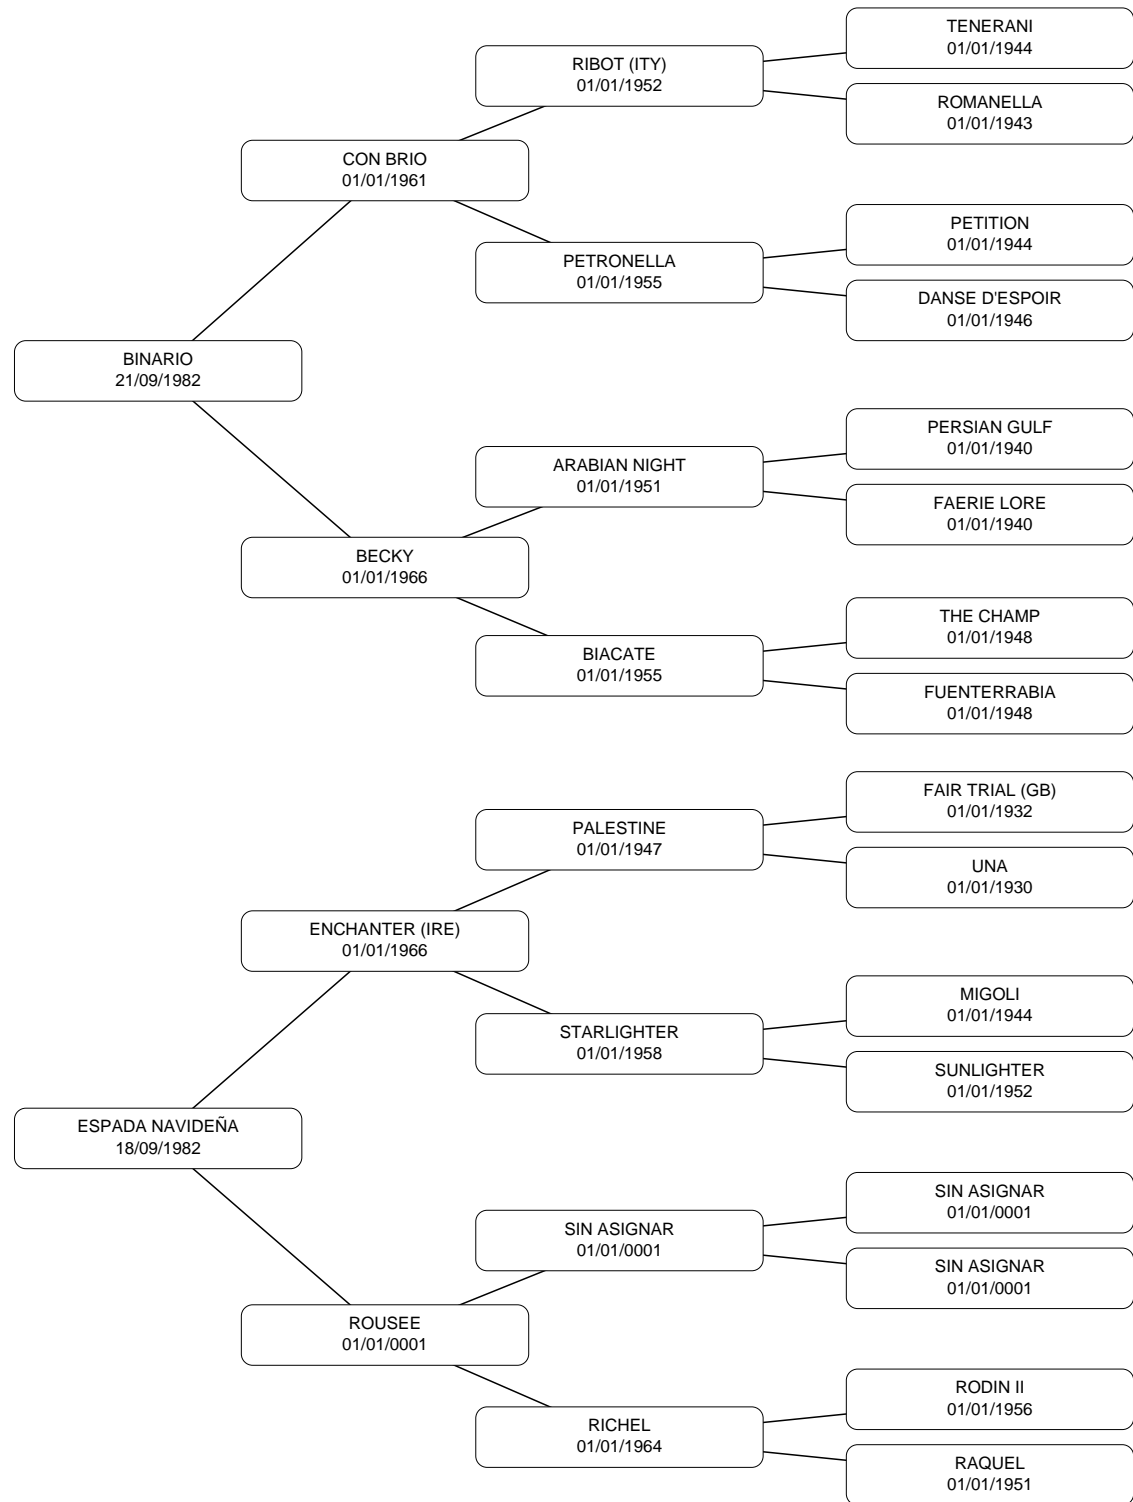 TENERANI
01/01/1944
RIBOT (ITY)
01/01/1952
ROMANELLA
01/01/1943
CON BRIO
01/01/1961
PETITION
01/01/1944
PETRONELLA
01/01/1955
DANSE D'ESPOIR
01/01/1946
BINARIO
21/09/1982
PERSIAN GULF
01/01/1940
ARABIAN NIGHT
01/01/1951
FAERIE LORE
01/01/1940
BECKY
01/01/1966
THE CHAMP
01/01/1948
BIACATE
01/01/1955
FUENTERRABIA
01/01/1948
FAIR TRIAL (GB)
01/01/1932
PALESTINE
01/01/1947
UNA
01/01/1930
ENCHANTER (IRE)
01/01/1966
MIGOLI
01/01/1944
STARLIGHTER
01/01/1958
SUNLIGHTER
01/01/1952
ESPADA NAVIDEÑA
18/09/1982
SIN ASIGNAR
01/01/0001
SIN ASIGNAR
01/01/0001
SIN ASIGNAR
01/01/0001
ROUSEE
01/01/0001
RODIN II
01/01/1956
RICHEL
01/01/1964
RAQUEL
01/01/1951